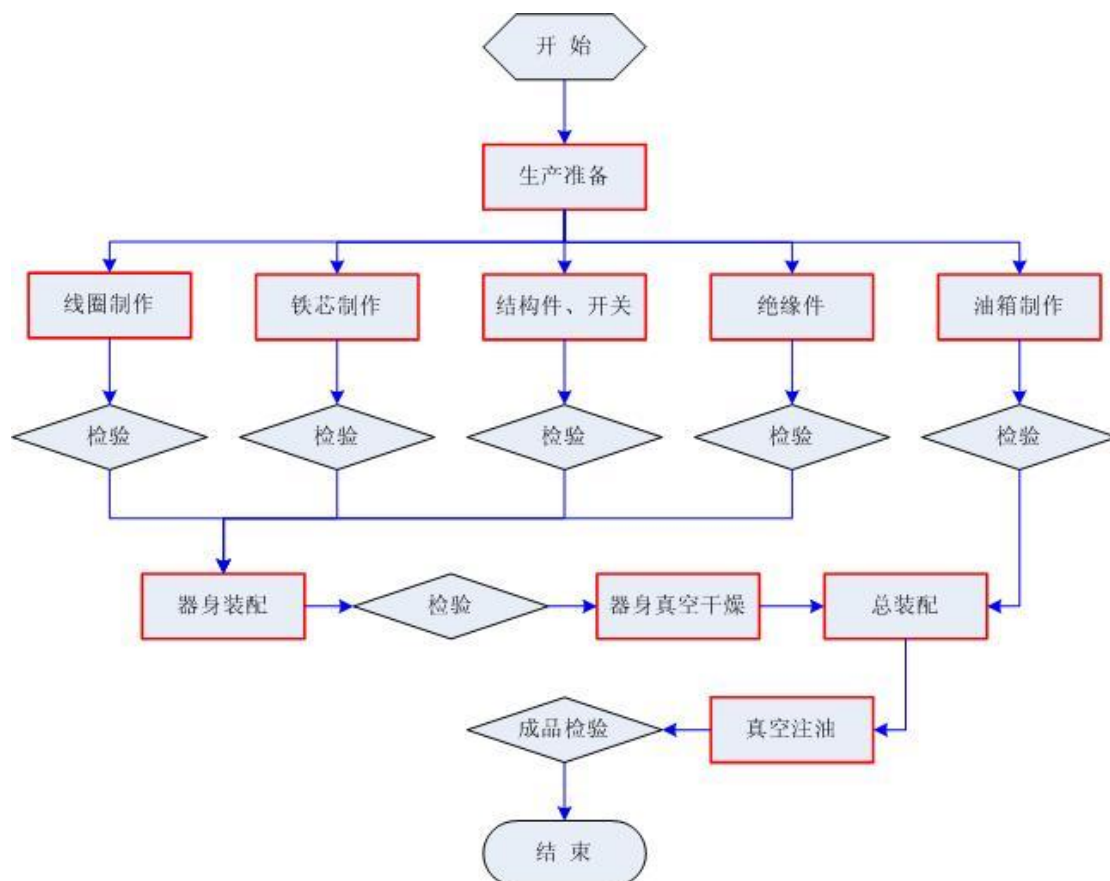 开 始
生产准备
线圈制作
铁芯制作
结构件、开关
绝缘件
油箱制作
检验
检验
检验
检验
检验
器身装配
检验
器身真空干燥
总装配
成品检验
真空注油
结 束